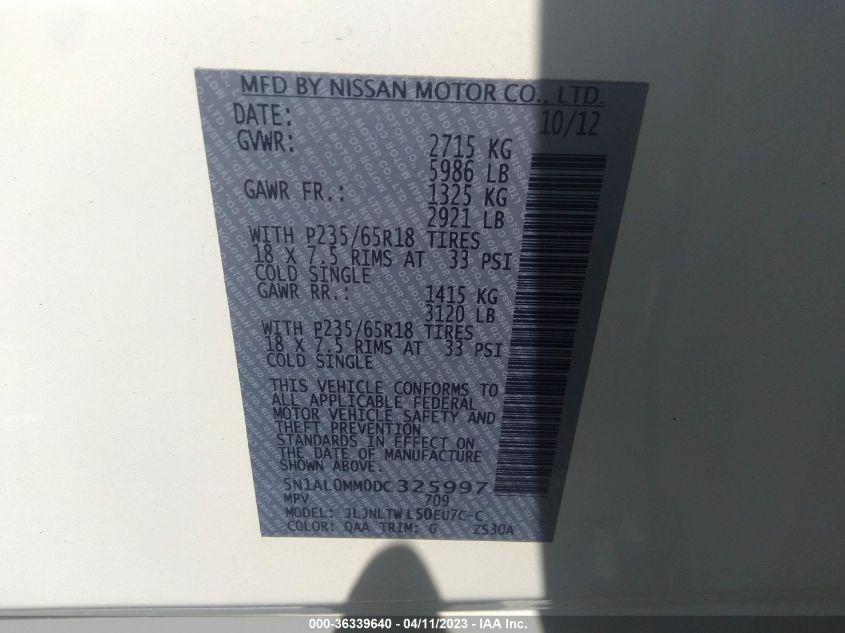 MFD BY NISSAN MOTOR CO., LTD.
DATE: 10/12
GVWR: 2715 KG
5986 LB
GAWR FR.: 1325 KG
2921 LB
WITH P235/65R18 TIRES
18 X 7.5 RIMS AT 33 PSI
COLD SINGLE
GAWR RR.: 1415 KG
3120 LB
WITH P235/65R18 TIRES
18 X 7.5 RIMS AT 33 PSI
COLD SINGLE
THIS VEHICLE CONFORMS TO
ALL APPLICABLE FEDERAL
MOTOR VEHICLE SAFETY AND
THEFT PREVENTION
STANDARDS IN EFFECT ON
THE DATE OF MANUFACTURE
SHOWN ABOVE.
5N1AL0MM0DC325997
MPV 709
MODEL: JLJNLTWL50EU7C-C
COLOR: QAA TRIM: G ZS30A
000-36339640 - 04/11/2023 - IAA Inc.